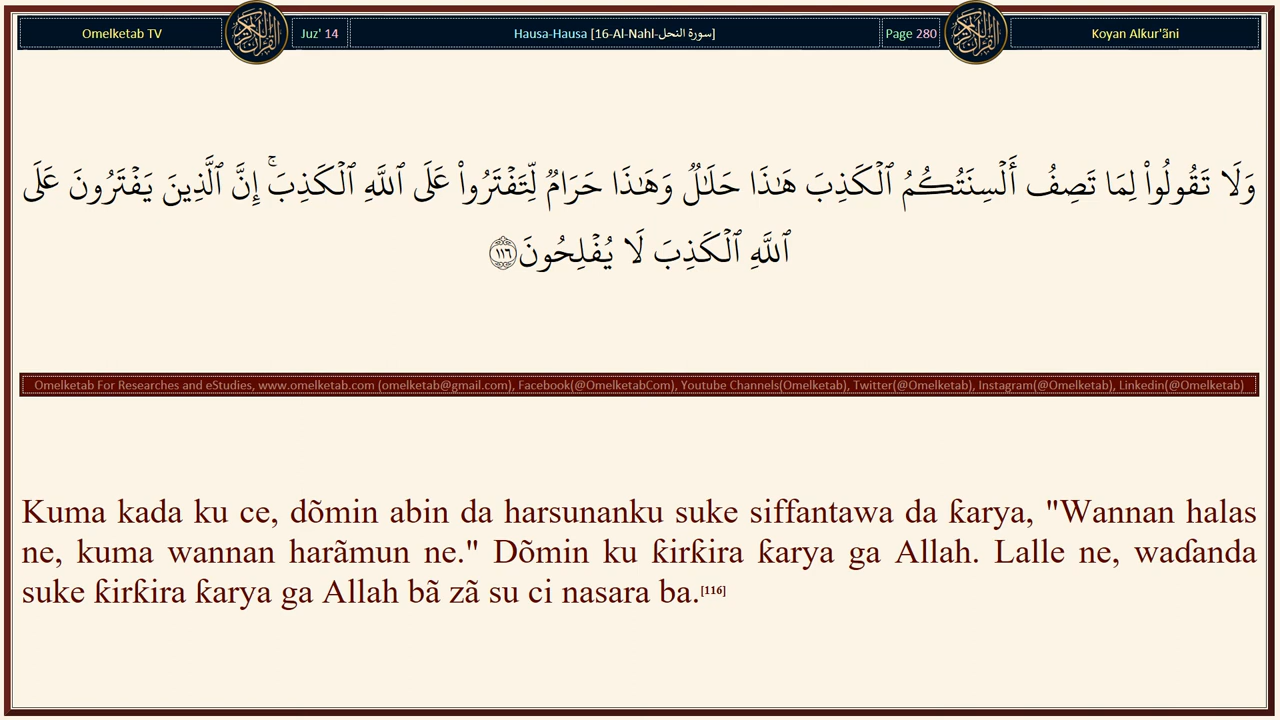 Omelketab TV
Juz' 14
Hausa-Hausa [16-Al-Nahl-سورة النحل]
Page 280
Koyan Alƙur'ãni
وَلَا تَقُولُوا۟ لِمَا تَصِفُ أَلْسِنَتُكُمُ ٱلْكَذِبَ هَٰذَا حَلَٰلٌ وَهَٰذَا حَرَامٌ لِّتَفْتَرُوا۟ عَلَى ٱللَّهِ ٱلْكَذِبَ ۚ إِنَّ ٱلَّذِينَ يَفْتَرُونَ عَلَى
ٱللَّهِ ٱلْكَذِبَ لَا يُفْلِحُونَ ١١٦
Omelketab For Researches and eStudies, www.omelketab.com (omelketab@gmail.com), Facebook(@OmelketabCom), Youtube Channels(Omelketab), Twitter(@Omelketab), Instagram(@Omelketab), Linkedin(@Omelketab)
Kuma kada ku ce, dõmin abin da harsunanku suke siffantawa da ƙarya, "Wannan halas
ne, kuma wannan harãmun ne." Dõmin ku ƙirƙira ƙarya ga Allah. Lalle ne, waɗanda
suke ƙirƙira ƙarya ga Allah bã zã su ci nasara ba.[116]